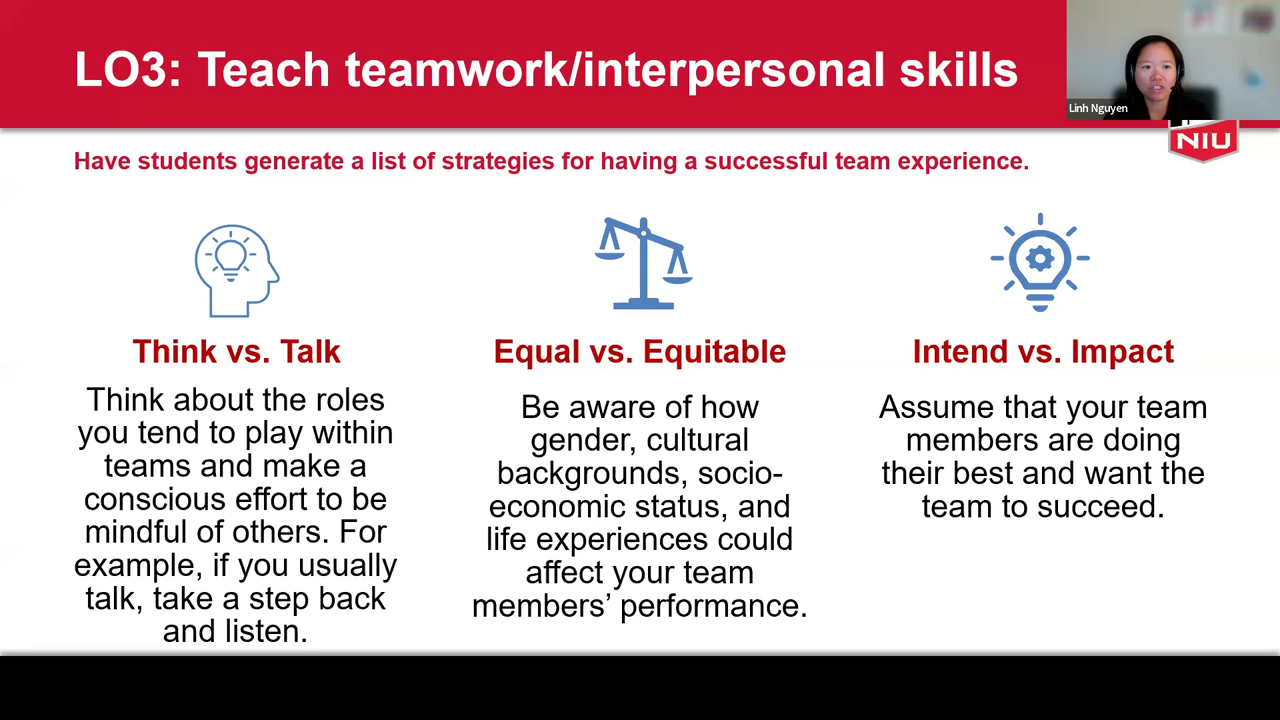 LO3: Teach teamwork/interpersonal skills
Linh Nguyen
NIU
Have students generate a list of strategies for having a successful team experience.
Think vs. Talk
Think about the roles
you tend to play within
teams and make a
conscious effort to be
mindful of others. For
example, if you usually
talk, take a step back
and listen.
Equal vs. Equitable
Be aware of how
gender, cultural
backgrounds, socio-
economic status, and
life experiences could
affect your team
members’ performance.
Intend vs. Impact
Assume that your team
members are doing
their best and want the
team to succeed.